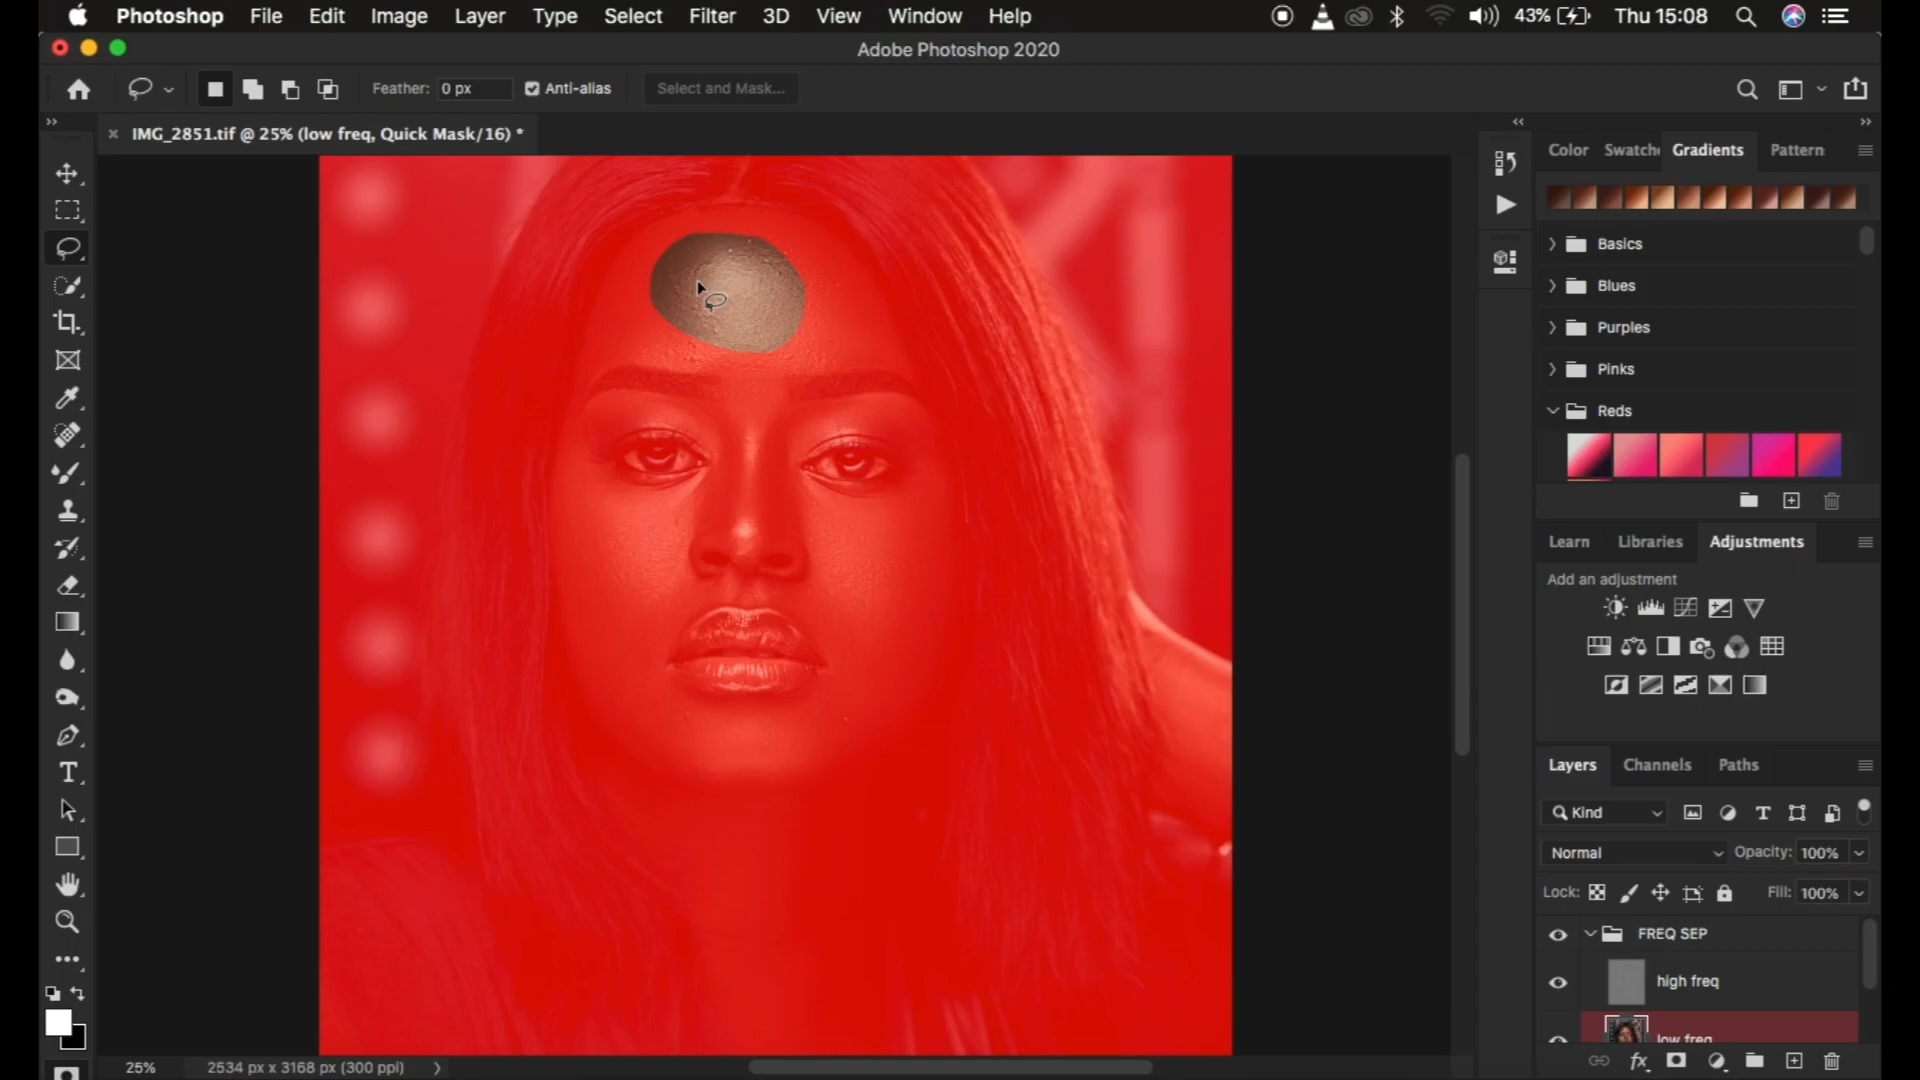 Photoshop File Edit Image Layer Type Select Filter 3D View Window Help 43% Thu 15:08
Adobe Photoshop 2020
Feather: 0 px Anti-alias Select and Mask...
IMG_2851.tif @ 25% (low freq, Quick Mask/16) *
Color Swatche Gradients Pattern
Basics
Blues
Purples
Pinks
Reds
Learn Libraries Adjustments
Add an adjustment
Layers Channels Paths
Kind
Normal Opacity: 100%
Lock: Fill: 100%
FREQ SEP
high freq
low freq
25% 2534 px x 3168 px (300 ppi)